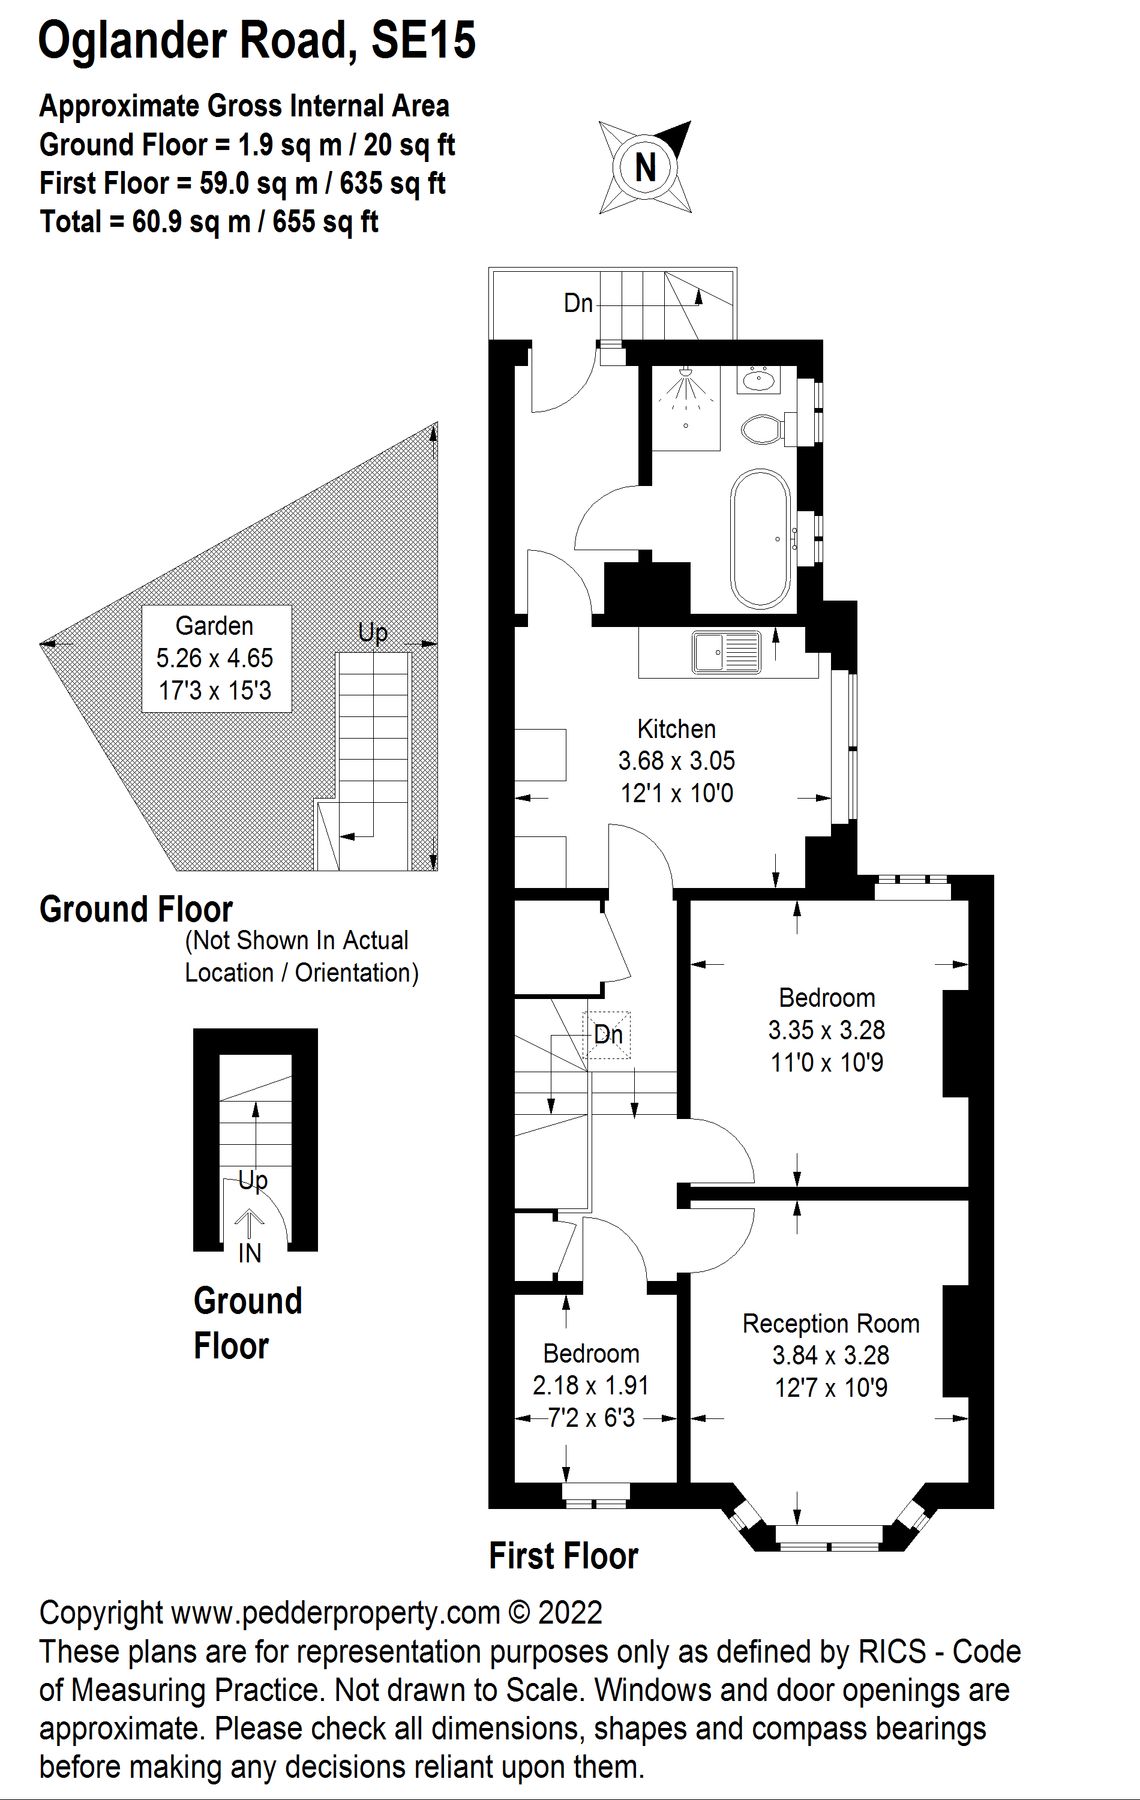 Oglander Road, SE15
Approximate Gross Internal Area
Ground Floor = 1.9 sq m / 20 sq ft
First Floor = 59.0 sq m / 635 sq ft
Total = 60.9 sq m / 655 sq ft
N
Dn
Garden
5.26 x 4.65
17'3 x 15'3
Up
Kitchen
3.68 x 3.05
12'1 x 10'0
Ground Floor
(Not Shown In Actual
Location / Orientation)
Bedroom
3.35 x 3.28
11'0 x 10'9
Dn
Up
IN
Ground
Floor
Reception Room
3.84 x 3.28
12'7 x 10'9
Bedroom
2.18 x 1.91
7'2 x 6'3
First Floor
Copyright www.pedderproperty.com © 2022
These plans are for representation purposes only as defined by RICS - Code
of Measuring Practice. Not drawn to Scale. Windows and door openings are
approximate. Please check all dimensions, shapes and compass bearings
before making any decisions reliant upon them.